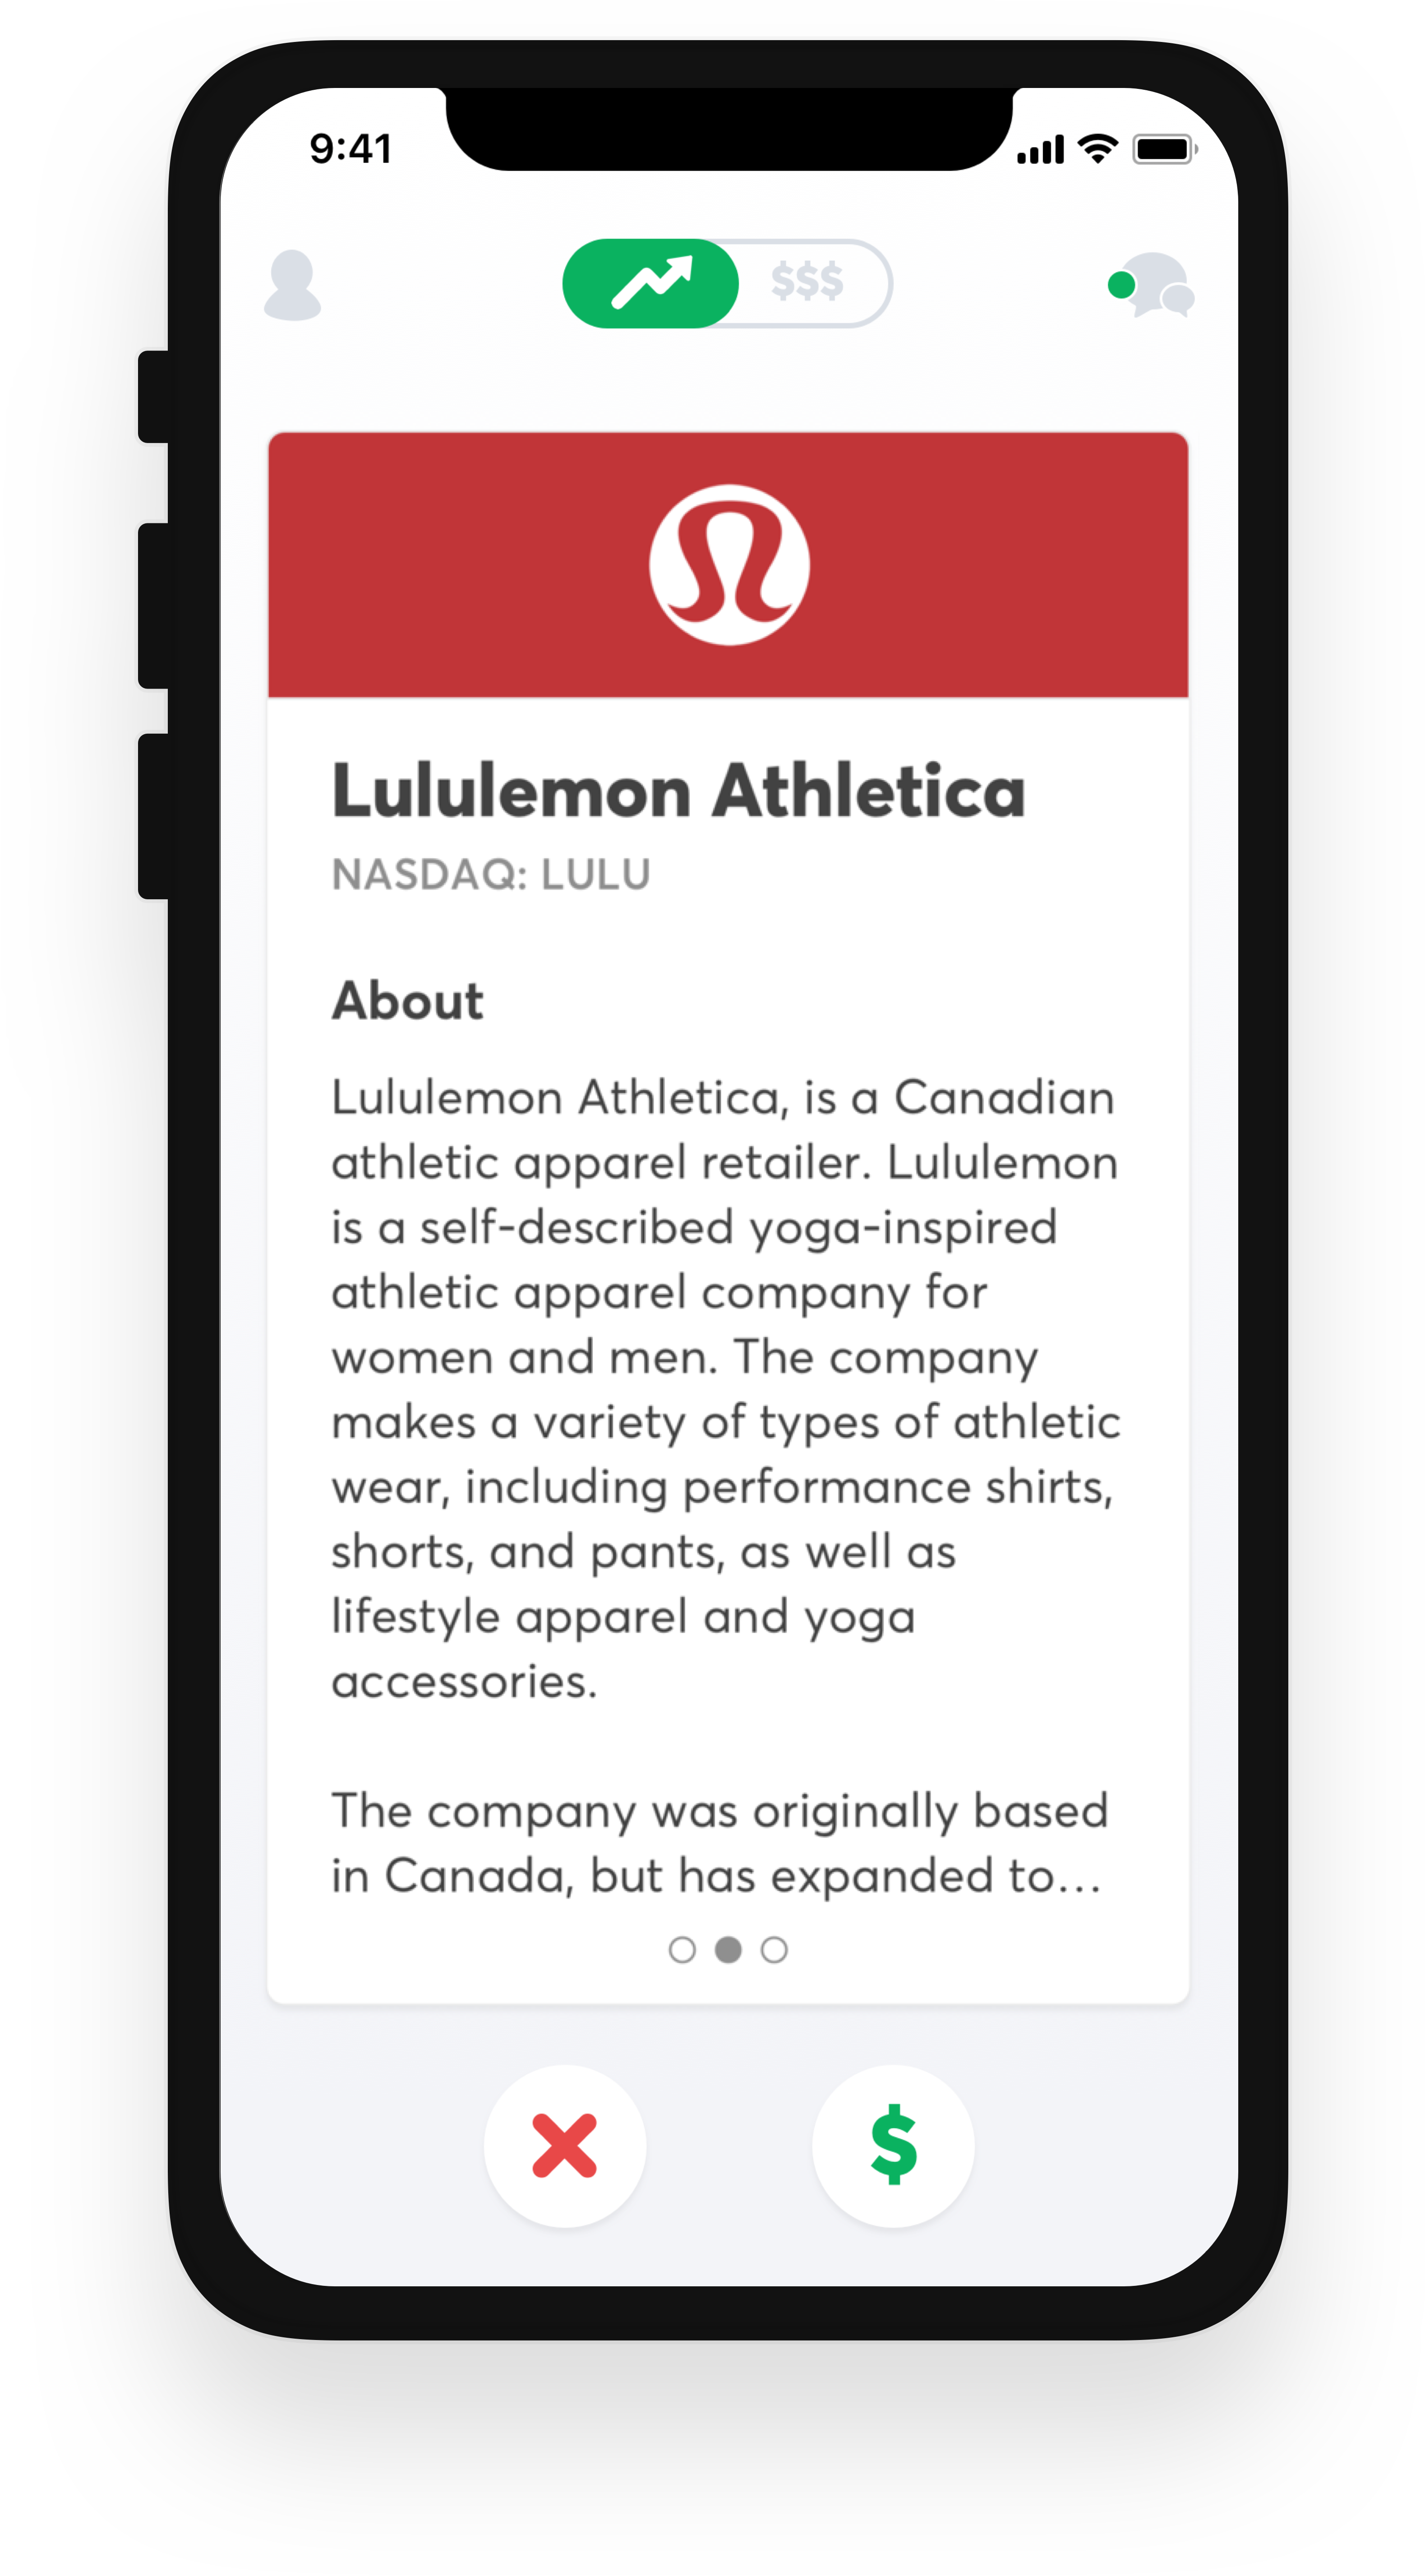 9:41
$$$
Lululemon Athletica
NASDAQ: LULU
About
Lululemon Athletica, is a Canadian
athletic apparel retailer. Lululemon
is a self-described yoga-inspired
athletic apparel company for
women and men. The company
makes a variety of types of athletic
wear, including performance shirts,
shorts, and pants, as well as
lifestyle apparel and yoga
accessories.
The company was originally based
in Canada, but has expanded to...
$